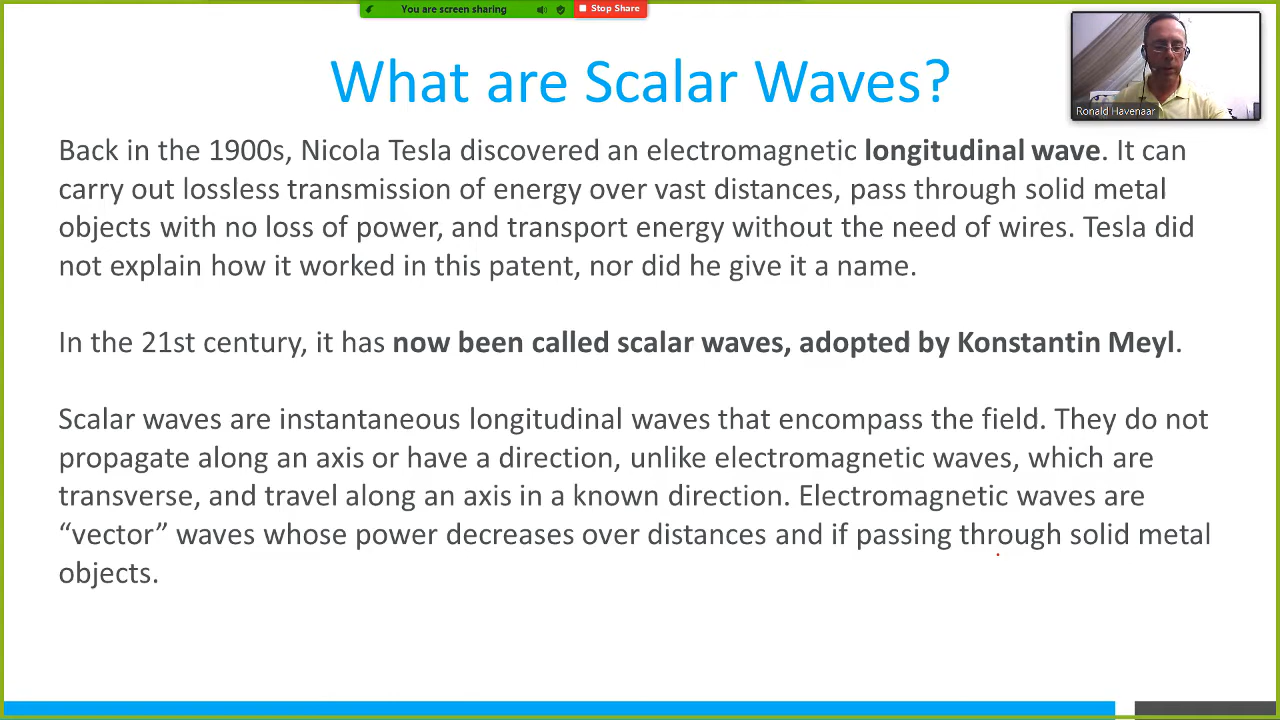 You are screen sharing
Stop Share
What are Scalar Waves?
Ronald Havenaar
Back in the 1900s, Nicola Tesla discovered an electromagnetic longitudinal wave. It can
carry out lossless transmission of energy over vast distances, pass through solid metal
objects with no loss of power, and transport energy without the need of wires. Tesla did
not explain how it worked in this patent, nor did he give it a name.
In the 21st century, it has now been called scalar waves, adopted by Konstantin Meyl.
Scalar waves are instantaneous longitudinal waves that encompass the field. They do not
propagate along an axis or have a direction, unlike electromagnetic waves, which are
transverse, and travel along an axis in a known direction. Electromagnetic waves are
“vector” waves whose power decreases over distances and if passing through solid metal
objects.